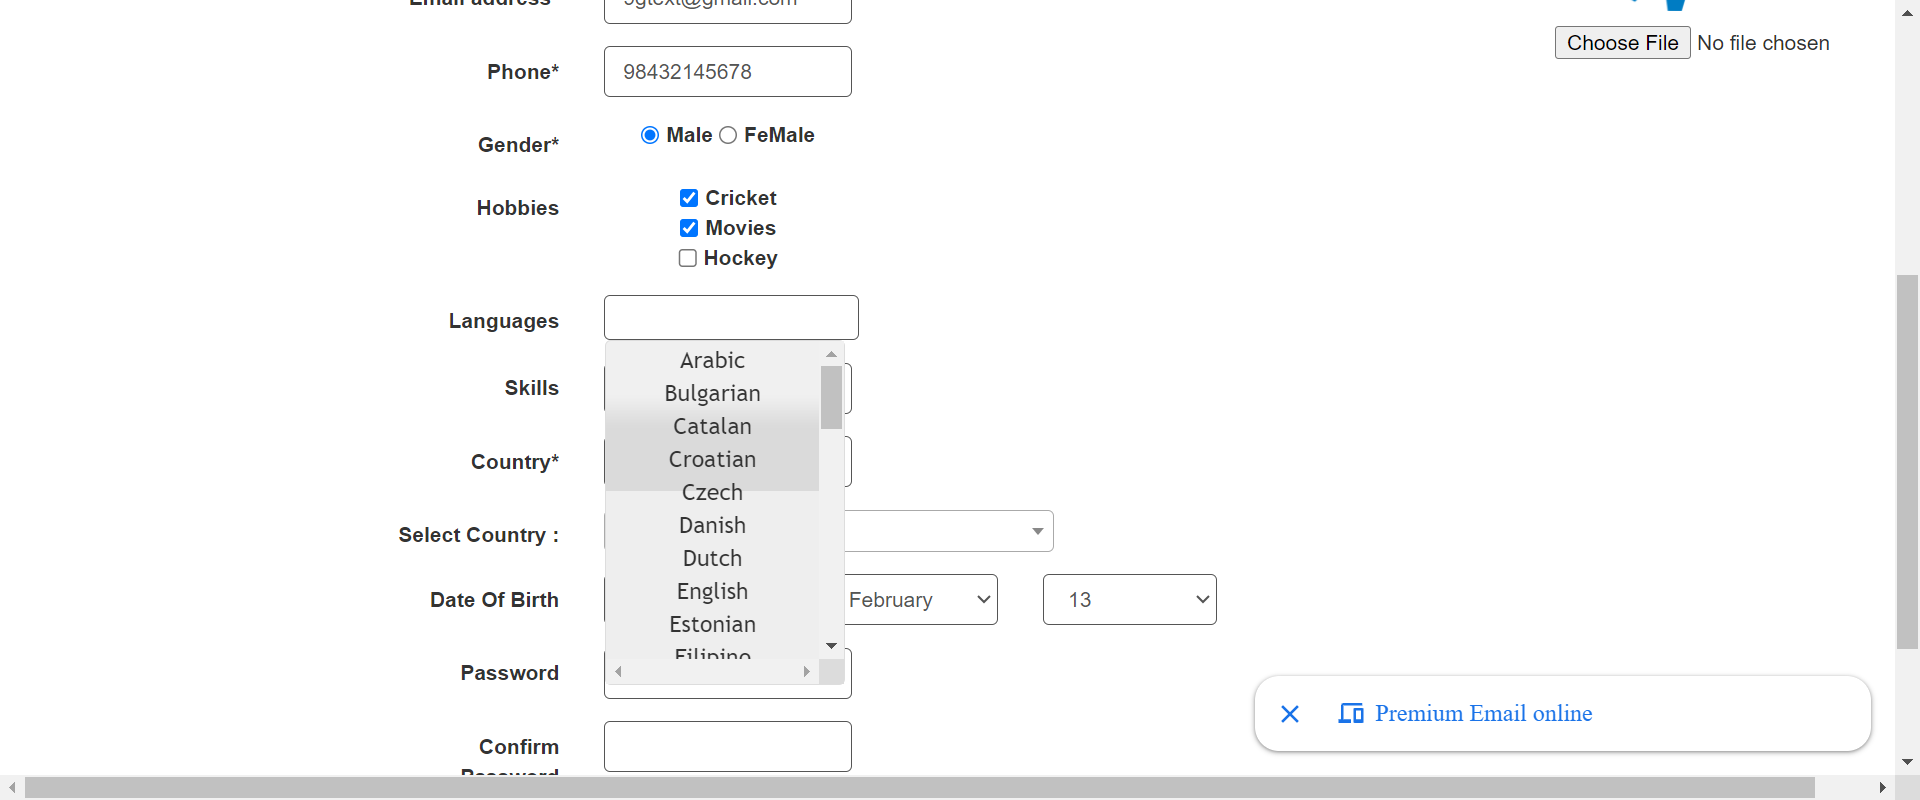 Email address
Choose File No file chosen
Phone* 98432145678
Gender* Male FeMale
Hobbies Cricket
Movies
Hockey
Languages
Arabic
Skills Bulgarian
Catalan
Country* Croatian
Czech
Danish
Select Country :
Dutch
English
Date Of Birth February 13
Estonian
Filipino
Password
Premium Email online
Confirm
Password